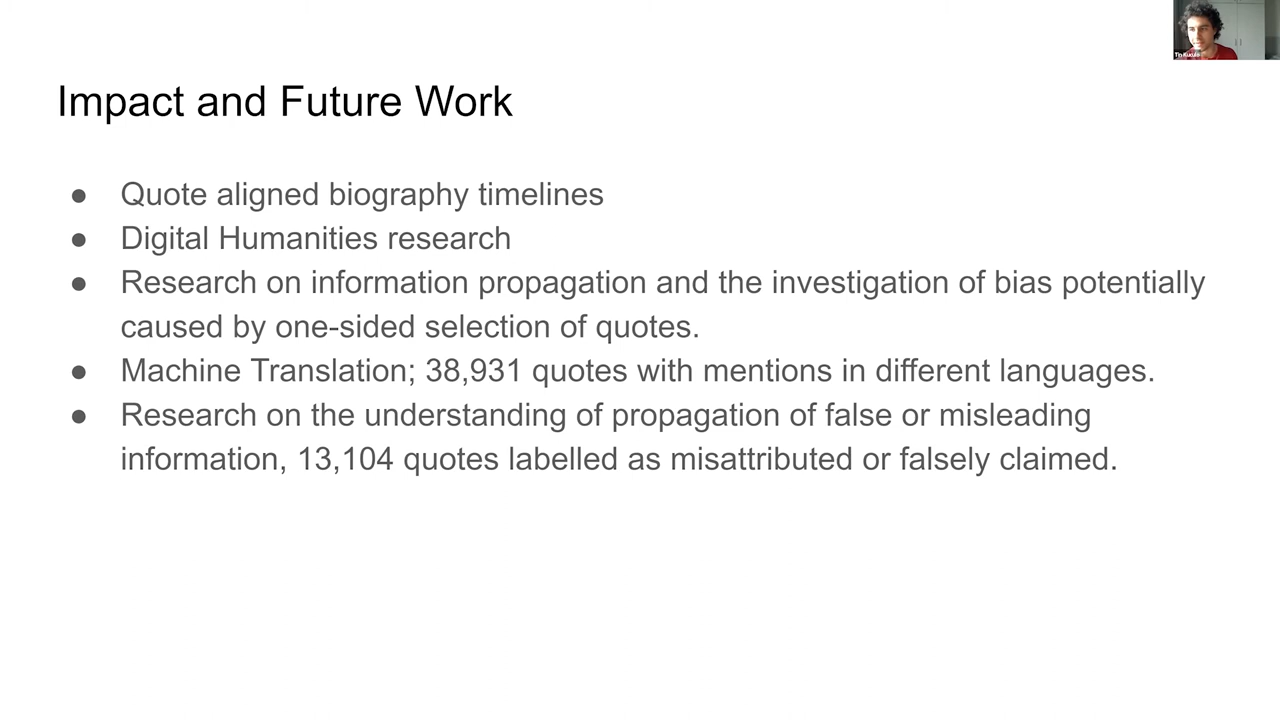 Impact and Future Work
● Quote aligned biography timelines
● Digital Humanities research
● Research on information propagation and the investigation of bias potentially
caused by one-sided selection of quotes.
● Machine Translation; 38,931 quotes with mentions in different languages.
● Research on the understanding of propagation of false or misleading
information, 13,104 quotes labelled as misattributed or falsely claimed.